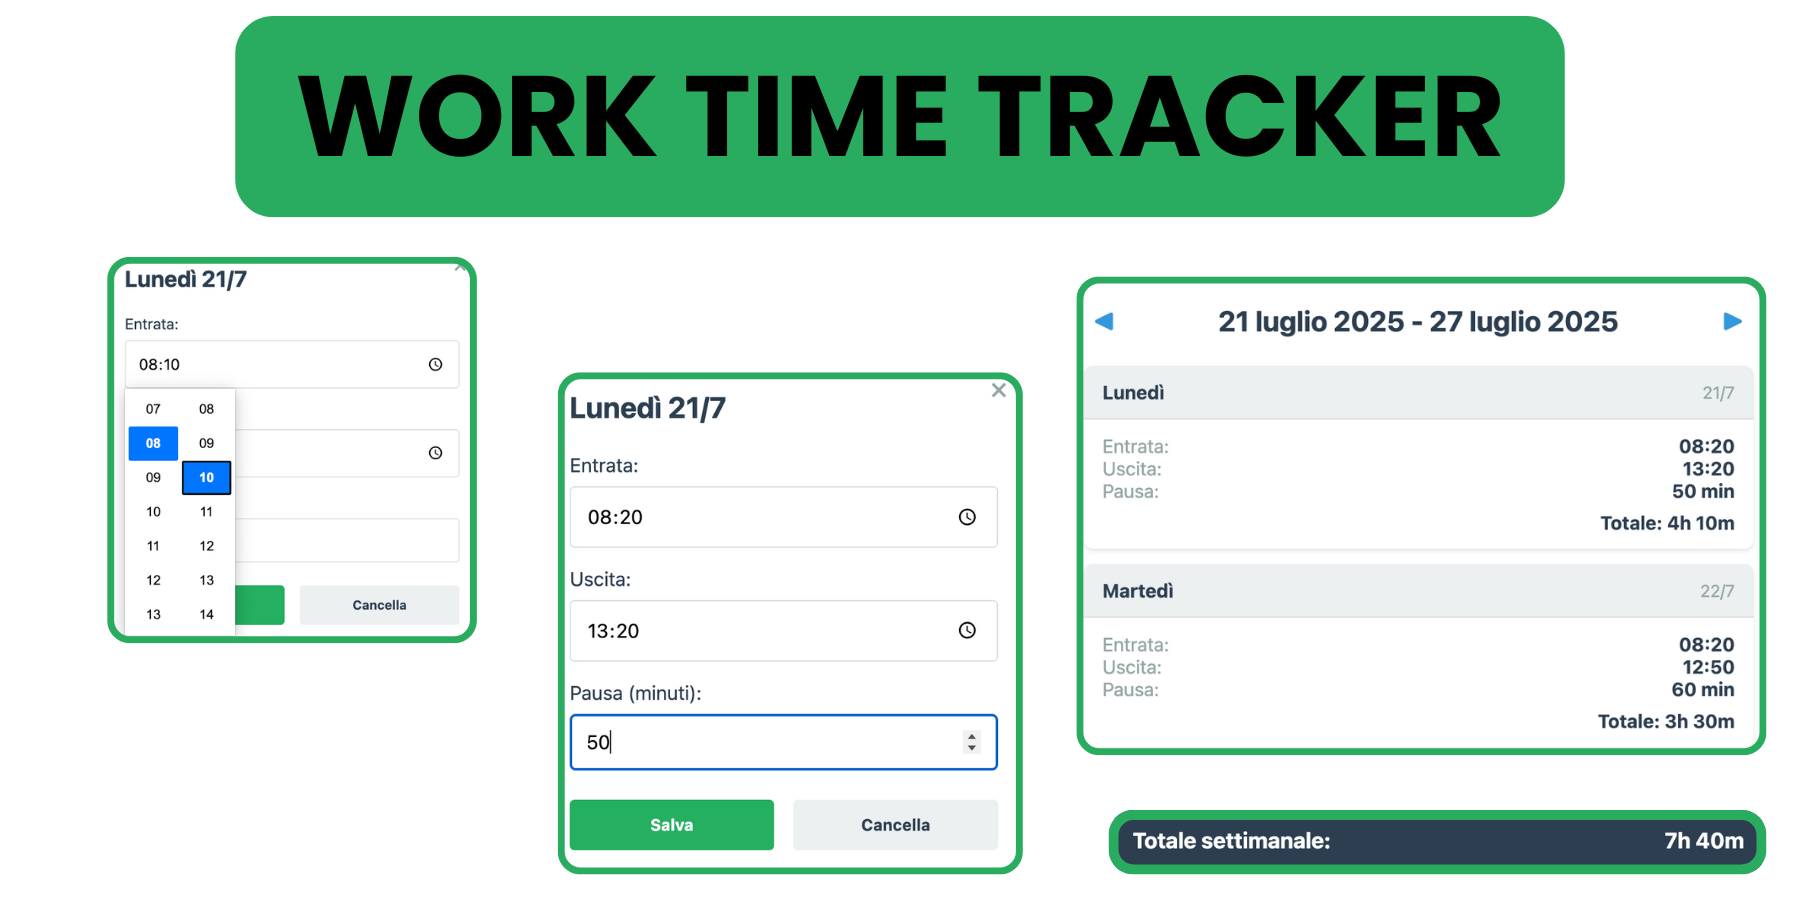 WORK TIME TRACKER
Lunedì 21/7
Entrata:
08:10
07 08
08 09
09 10
10 11
11 12
12 13
13 14
Cancella
Lunedì 21/7
Entrata:
08:20
Uscita:
13:20
Pausa (minuti):
50
Salva Cancella
21 luglio 2025 - 27 luglio 2025
Lunedì 21/7
Entrata: 08:20
Uscita: 13:20
Pausa: 50 min
Totale: 4h 10m
Martedì 22/7
Entrata: 08:20
Uscita: 12:50
Pausa: 60 min
Totale: 3h 30m
Totale settimanale: 7h 40m